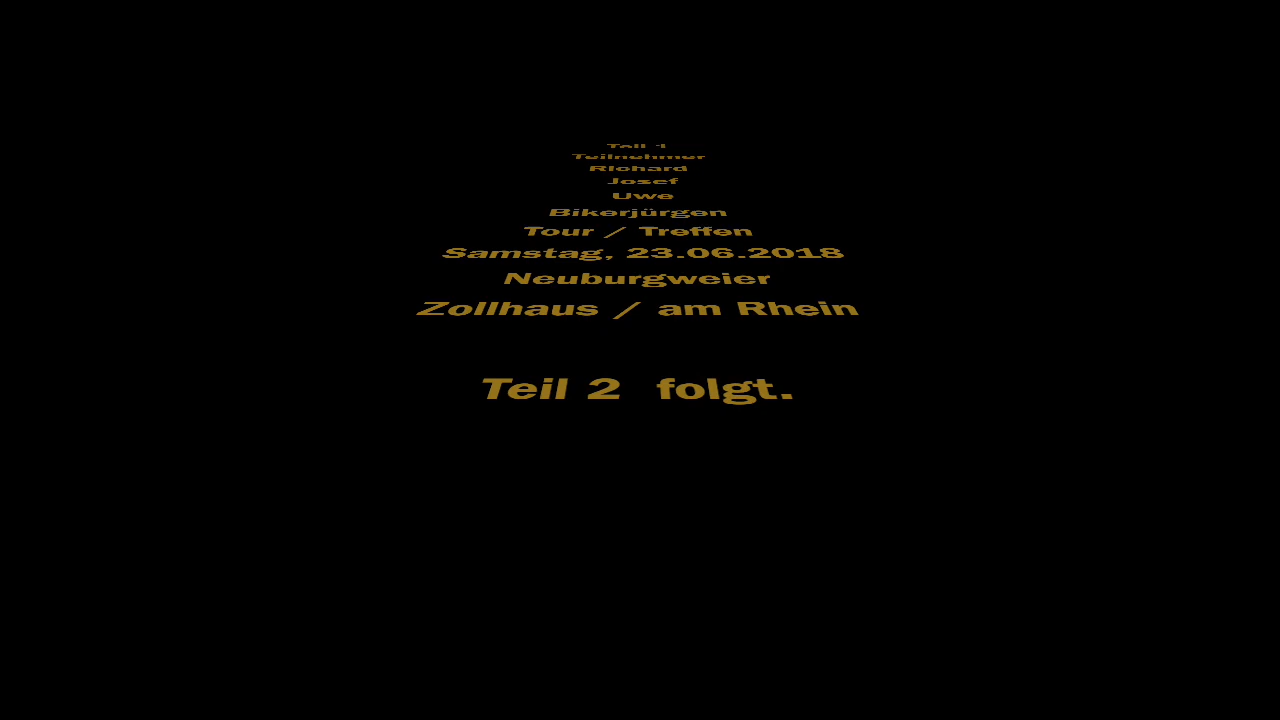 Teil 1
Teilnehmer
Richard
Josef
Uwe
Bikerjürgen
Tour / Treffen
Samstag, 23.06.2018
Neuburgweier
Zollhaus / am Rhein
Teil 2 folgt.